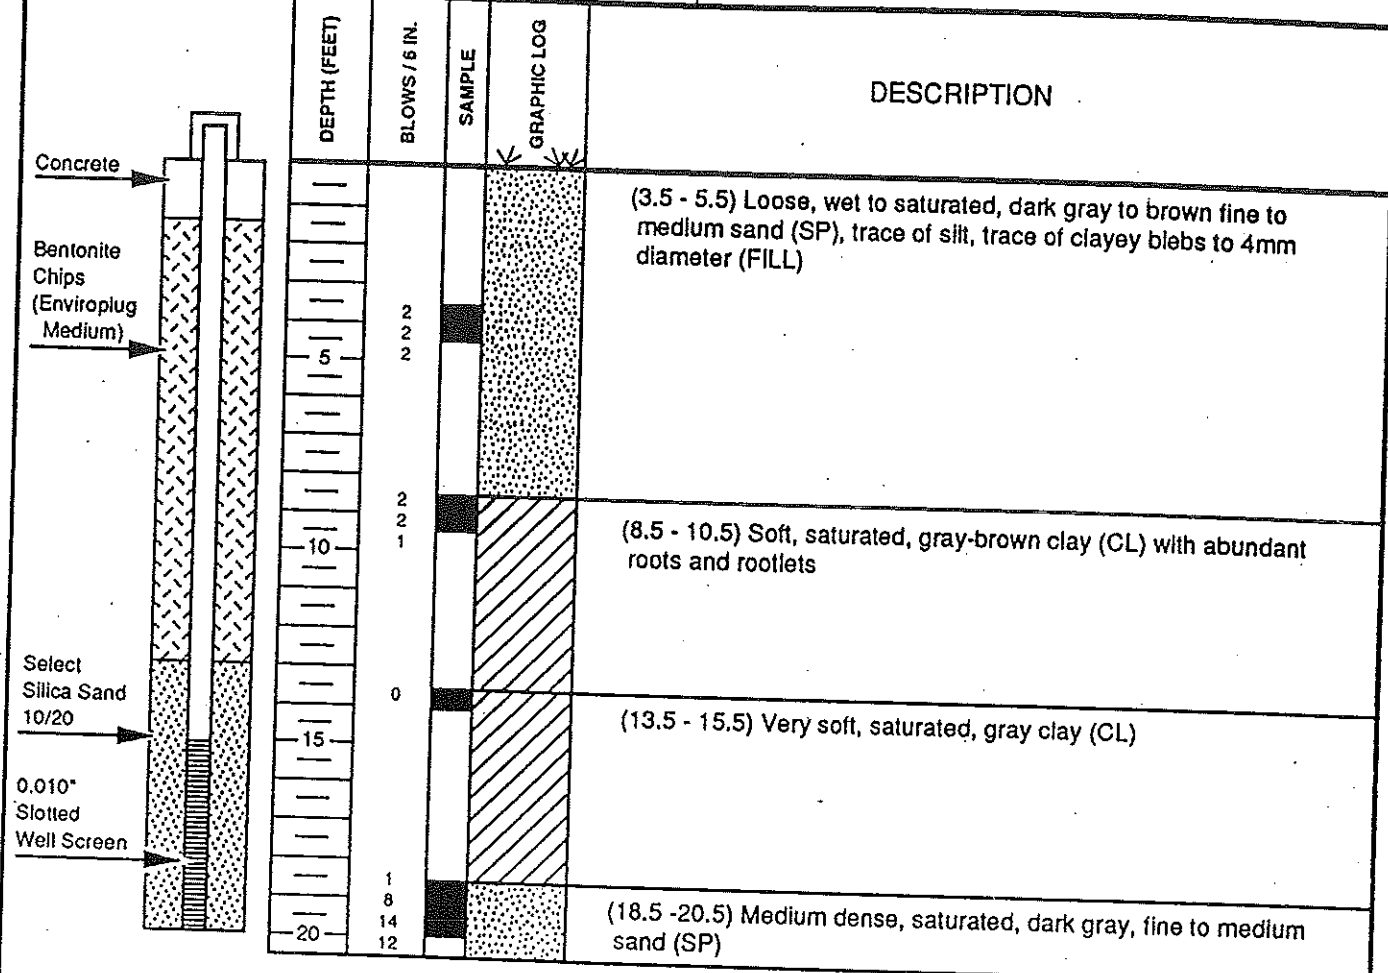 DEPTH (FEET)
BLOWS / 6 IN.
SAMPLE
GRAPHIC LOG
DESCRIPTION
Concrete
Bentonite
Chips
(Enviroplug
Medium)
Select
Silica Sand
10/20
0.010"
Slotted
Well Screen
5
10
15
20
2
2
2
2
2
1
0
1
8
14
12
(3.5 - 5.5) Loose, wet to saturated, dark gray to brown fine to
medium sand (SP), trace of silt, trace of clayey blebs to 4mm
diameter (FILL)
(8.5 - 10.5) Soft, saturated, gray-brown clay (CL) with abundant
roots and rootlets
(13.5 - 15.5) Very soft, saturated, gray clay (CL)
(18.5 -20.5) Medium dense, saturated, dark gray, fine to medium
sand (SP)